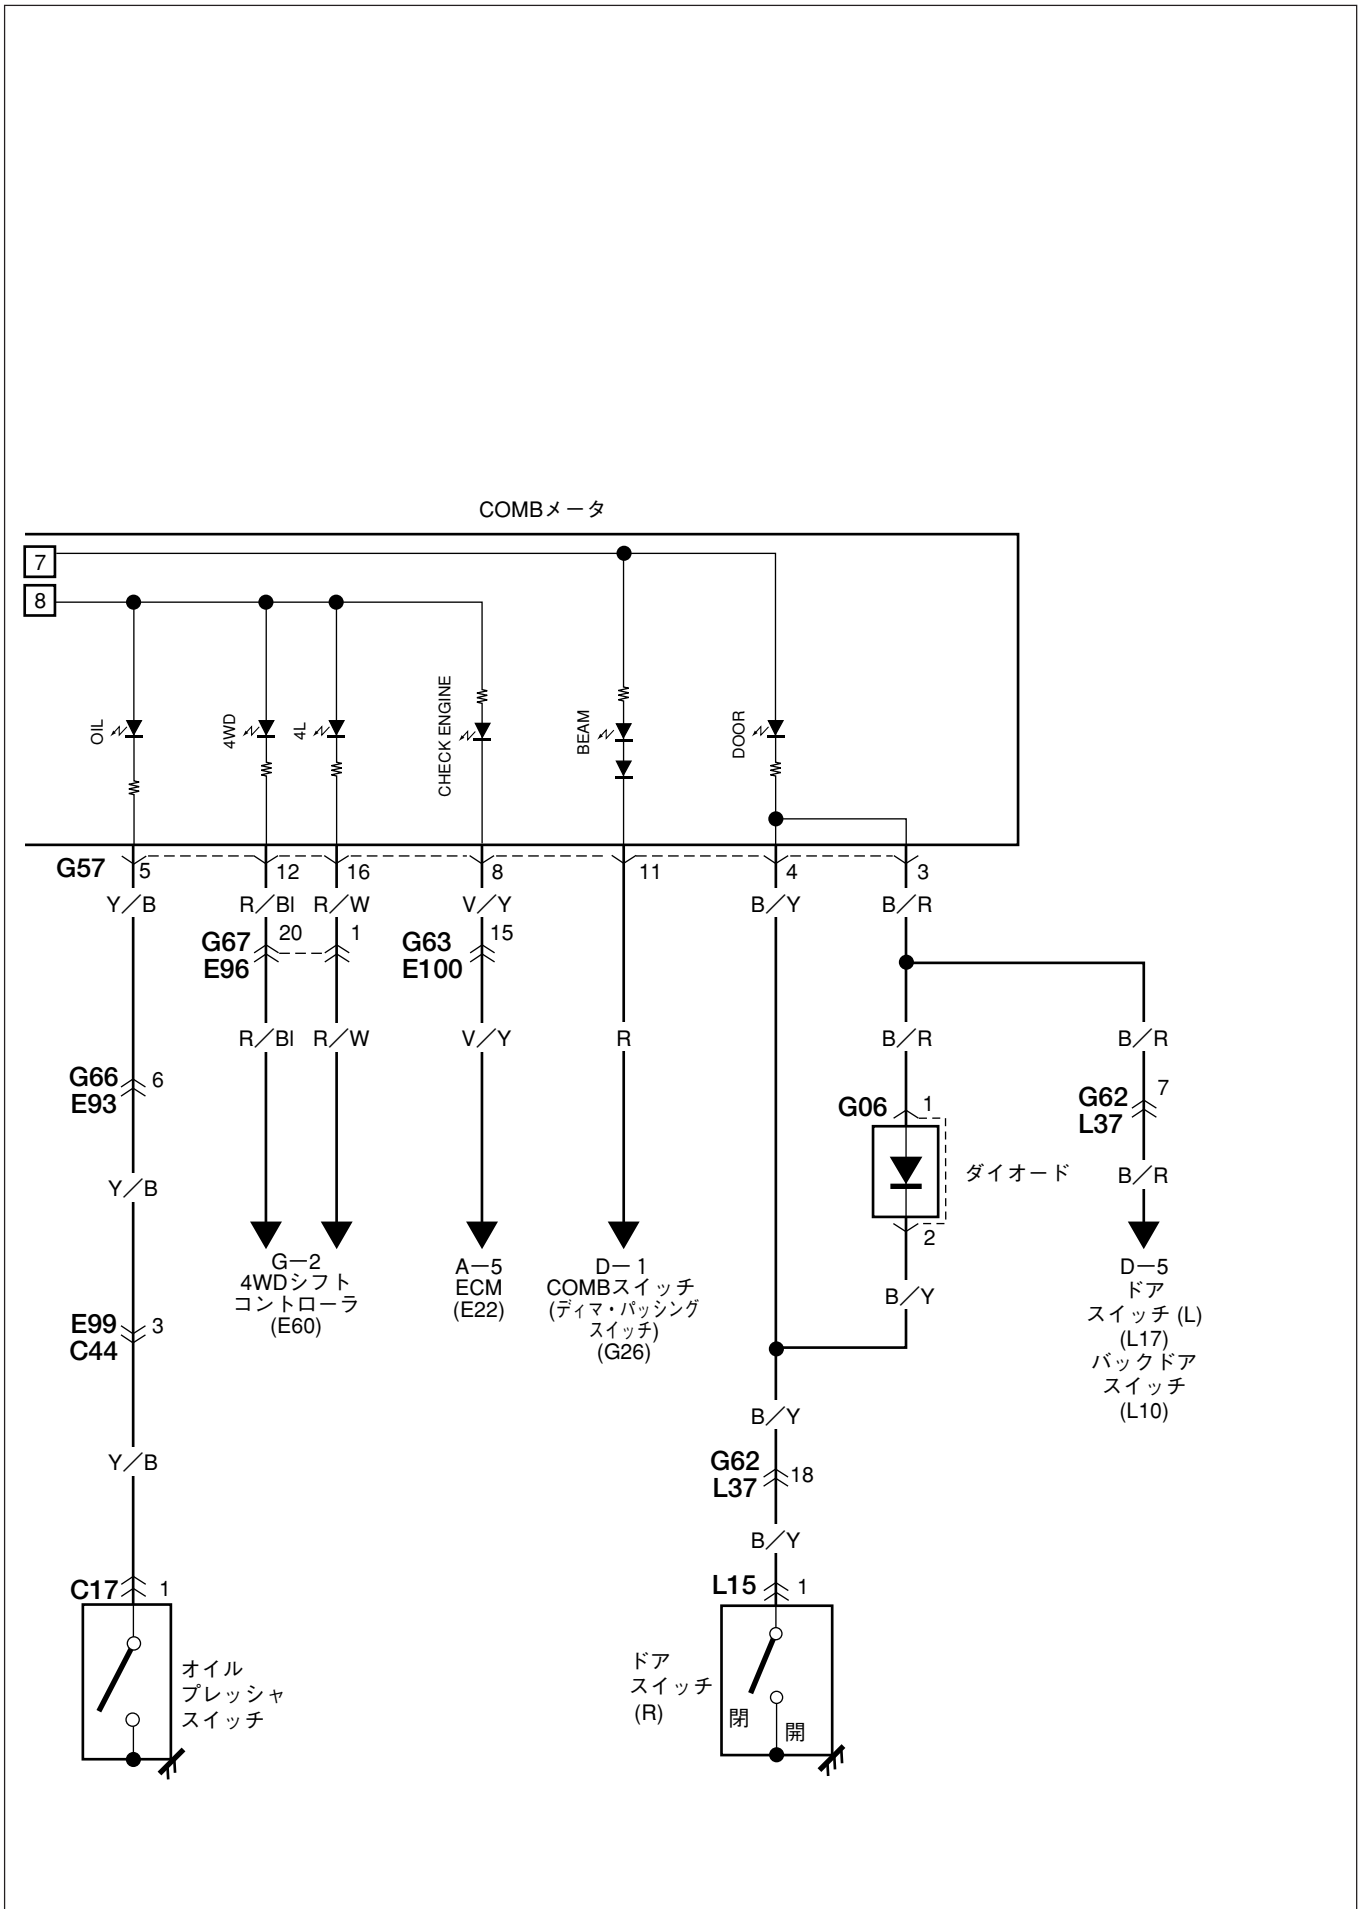 COMBメータ
7
8
OIL
4WD
4L
CHECK ENGINE
BEAM
DOOR
G57
5
12
16
8
11
4
3
Y/B
R/Bl
R/W
V/Y
B/Y
B/R
G67
E96
20
1
G63
E100
15
R/Bl
R/W
V/Y
R
B/R
B/R
G66
E93
6
G06
1
G62
L37
7
ダイオード
Y/B
B/R
2
G－2
4WDシフト
コントローラ
(E60)
A－5
ECM
(E22)
D－1
COMBスイッチ
(ディマ・パッシング
スイッチ)
(G26)
B/Y
D－5
ドア
スイッチ (L)
(L17)
バックドア
スイッチ
(L10)
E99
C44
3
B/Y
Y/B
G62
L37
18
B/Y
C17
1
L15
1
オイル
プレッシャ
スイッチ
ドア
スイッチ
(R)
閉
開